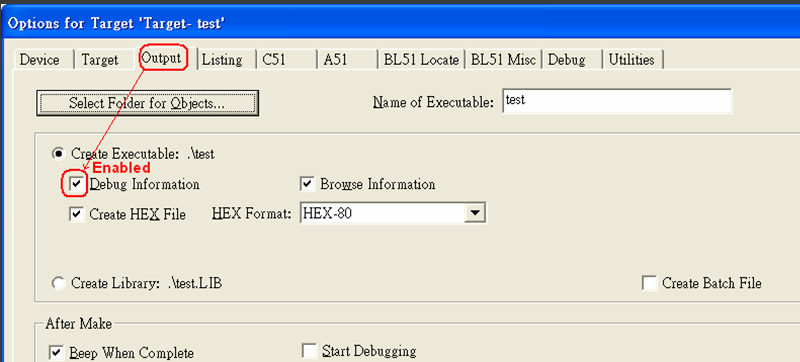 Options for Target 'Target- test'
Device Target Output Listing C51 A51 BL51 Locate BL51 Misc Debug Utilities
Select Folder for Objects... Name of Executable: test
Create Executable: .\test
Enabled
Debug Information Browse Information
Create HEX File HEX Format: HEX-80
Create Library: .\test.LIB Create Batch File
After Make
Beep When Complete Start Debugging